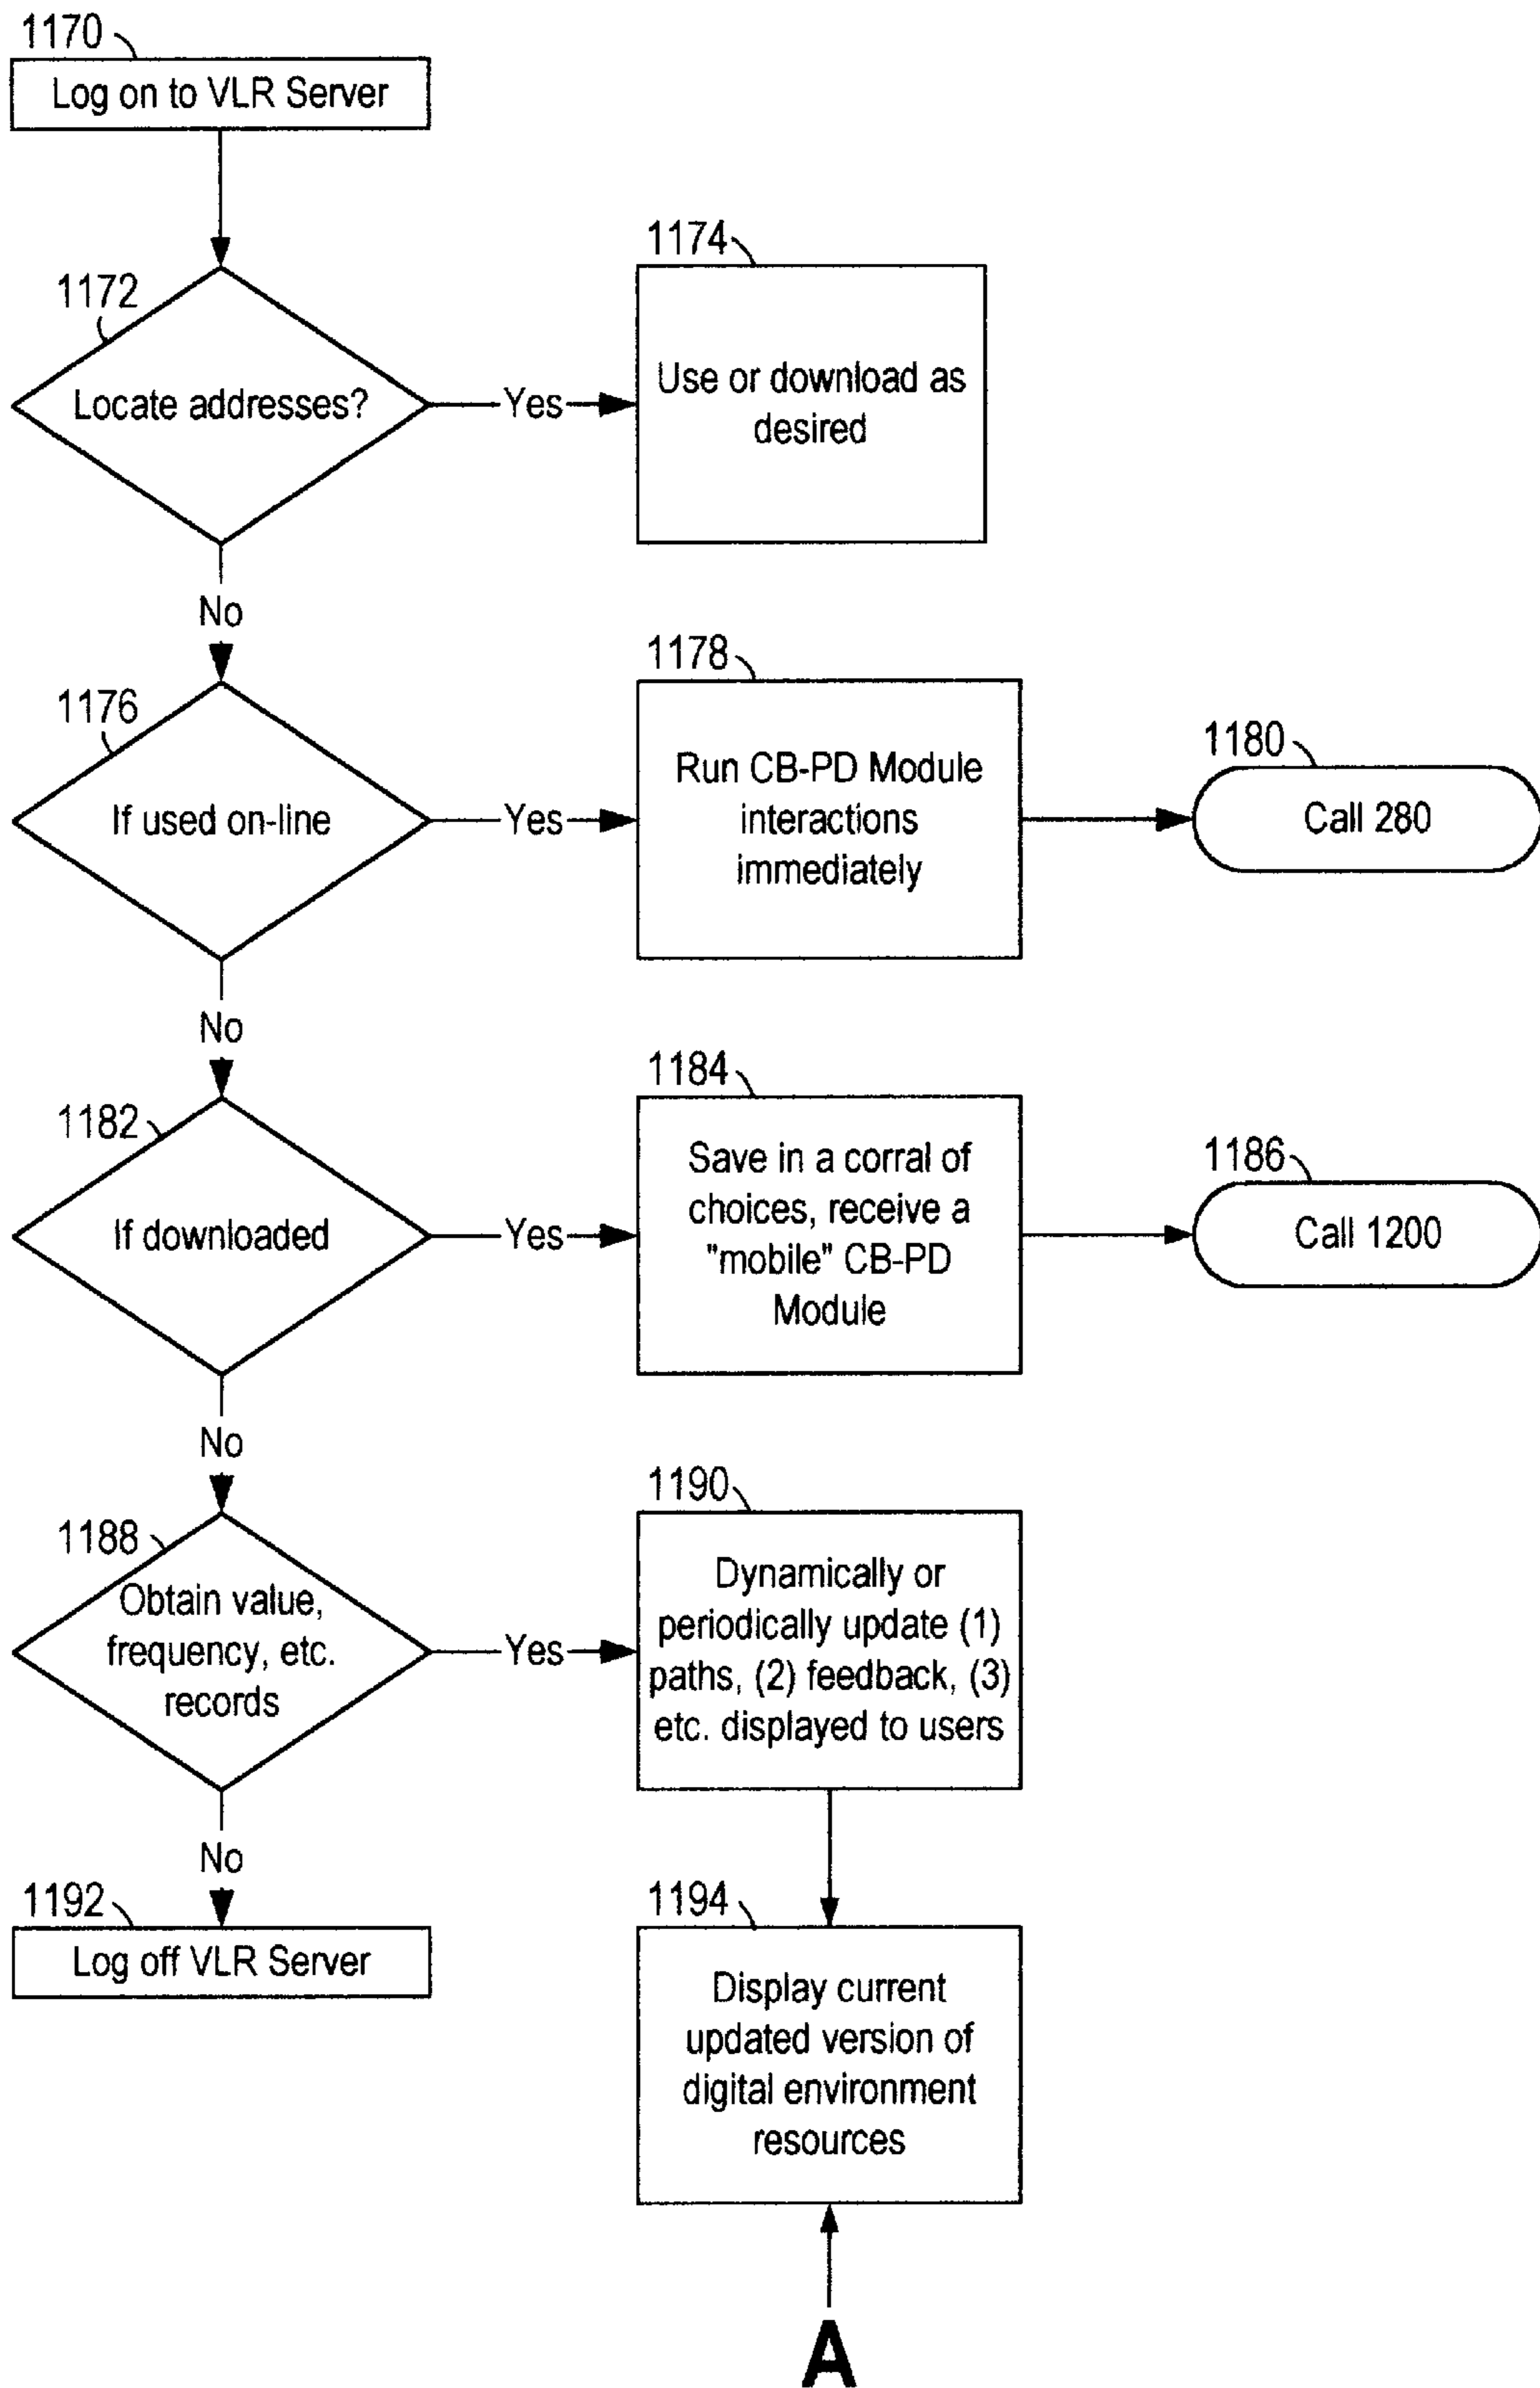 1170
Log on to VLR Server
1172
Locate addresses?
Yes
1174
Use or download as
desired
No
1176
If used on-line
Yes
1178
Run CB-PD Module
interactions
immediately
1180
Call 280
No
1182
If downloaded
Yes
1184
Save in a corral of
choices, receive a
"mobile" CB-PD
Module
1186
Call 1200
No
1188
Obtain value,
frequency, etc.
records
Yes
1190
Dynamically or
periodically update (1)
paths, (2) feedback, (3)
etc. displayed to users
No
1192
Log off VLR Server
1194
Display current
updated version of
digital environment
resources
A